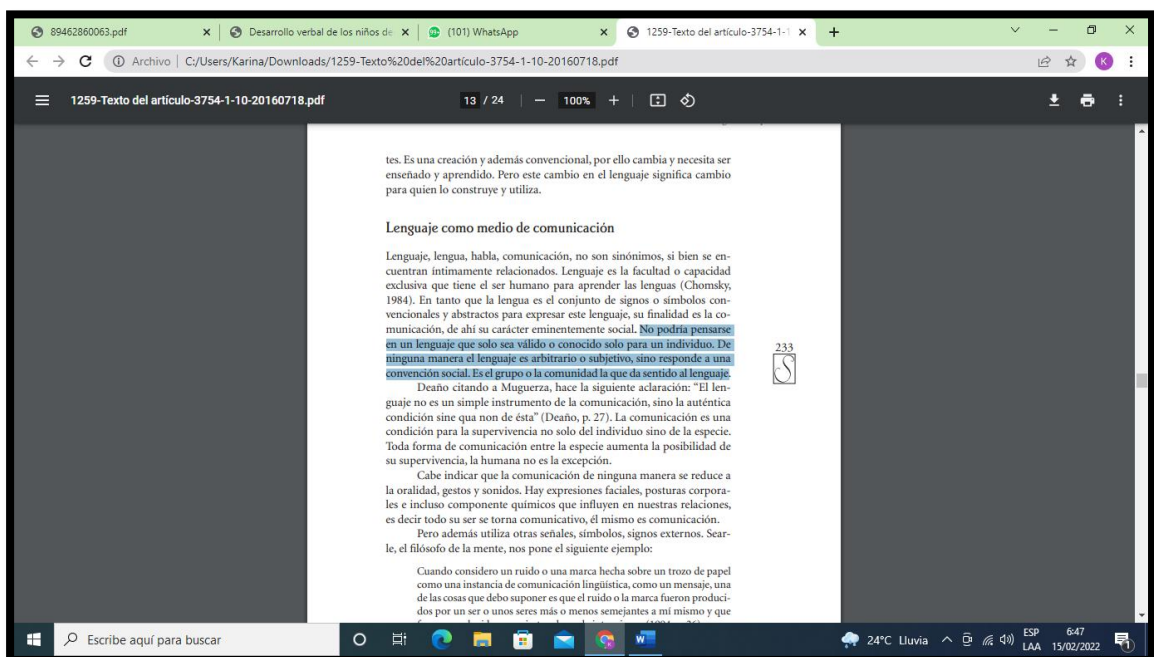 89462860063.pdf
Desarrollo verbal de los niños de
(101) WhatsApp
1259-Texto del artículo-3754-1-1
Archivo
C:/Users/Karina/Downloads/1259-Texto%20del%20artículo-3754-1-10-20160718.pdf
K
1259-Texto del artículo-3754-1-10-20160718.pdf
13 / 24
100%
tes. Es una creación y además convencional, por ello cambia y necesita ser
enseñado y aprendido. Pero este cambio en el lenguaje significa cambio
para quien lo construye y utiliza.
Lenguaje como medio de comunicación
Lenguaje, lengua, habla, comunicación, no son sinónimos, si bien se en-
cuentran íntimamente relacionados. Lenguaje es la facultad o capacidad
exclusiva que tiene el ser humano para aprender las lenguas (Chomsky,
1984). En tanto que la lengua es el conjunto de signos o símbolos con-
vencionales y abstractos para expresar este lenguaje, su finalidad es la co-
municación, de ahí su carácter eminentemente social. No podría pensarse
en un lenguaje que solo sea válido o conocido solo para un individuo. De
ninguna manera el lenguaje es arbitrario o subjetivo, sino responde a una
convención social. Es el grupo o la comunidad la que da sentido al lenguaje.
233
Deaño citando a Muguerza, hace la siguiente aclaración: “El len-
guaje no es un simple instrumento de la comunicación, sino la auténtica
condición sine qua non de ésta” (Deaño, p. 27). La comunicación es una
condición para la supervivencia no solo del individuo sino de la especie.
Toda forma de comunicación entre la especie aumenta la posibilidad de
su supervivencia, la humana no es la excepción.
Cabe indicar que la comunicación de ninguna manera se reduce a
la oralidad, gestos y sonidos. Hay expresiones faciales, posturas corpora-
les e incluso componente químicos que influyen en nuestras relaciones,
es decir todo su ser se torna comunicativo, él mismo es comunicación.
Pero además utiliza otras señales, símbolos, signos externos. Sear-
le, el filósofo de la mente, nos pone el siguiente ejemplo:
Cuando considero un ruido o una marca hecha sobre un trozo de papel
como una instancia de comunicación lingüística, como un mensaje, una
de las cosas que debo suponer es que el ruido o la marca fueron produci-
dos por un ser o unos seres más o menos semejantes a mí mismo y que
Escribe aquí para buscar
24°C Lluvia
ESP
LAA
6:47
15/02/2022